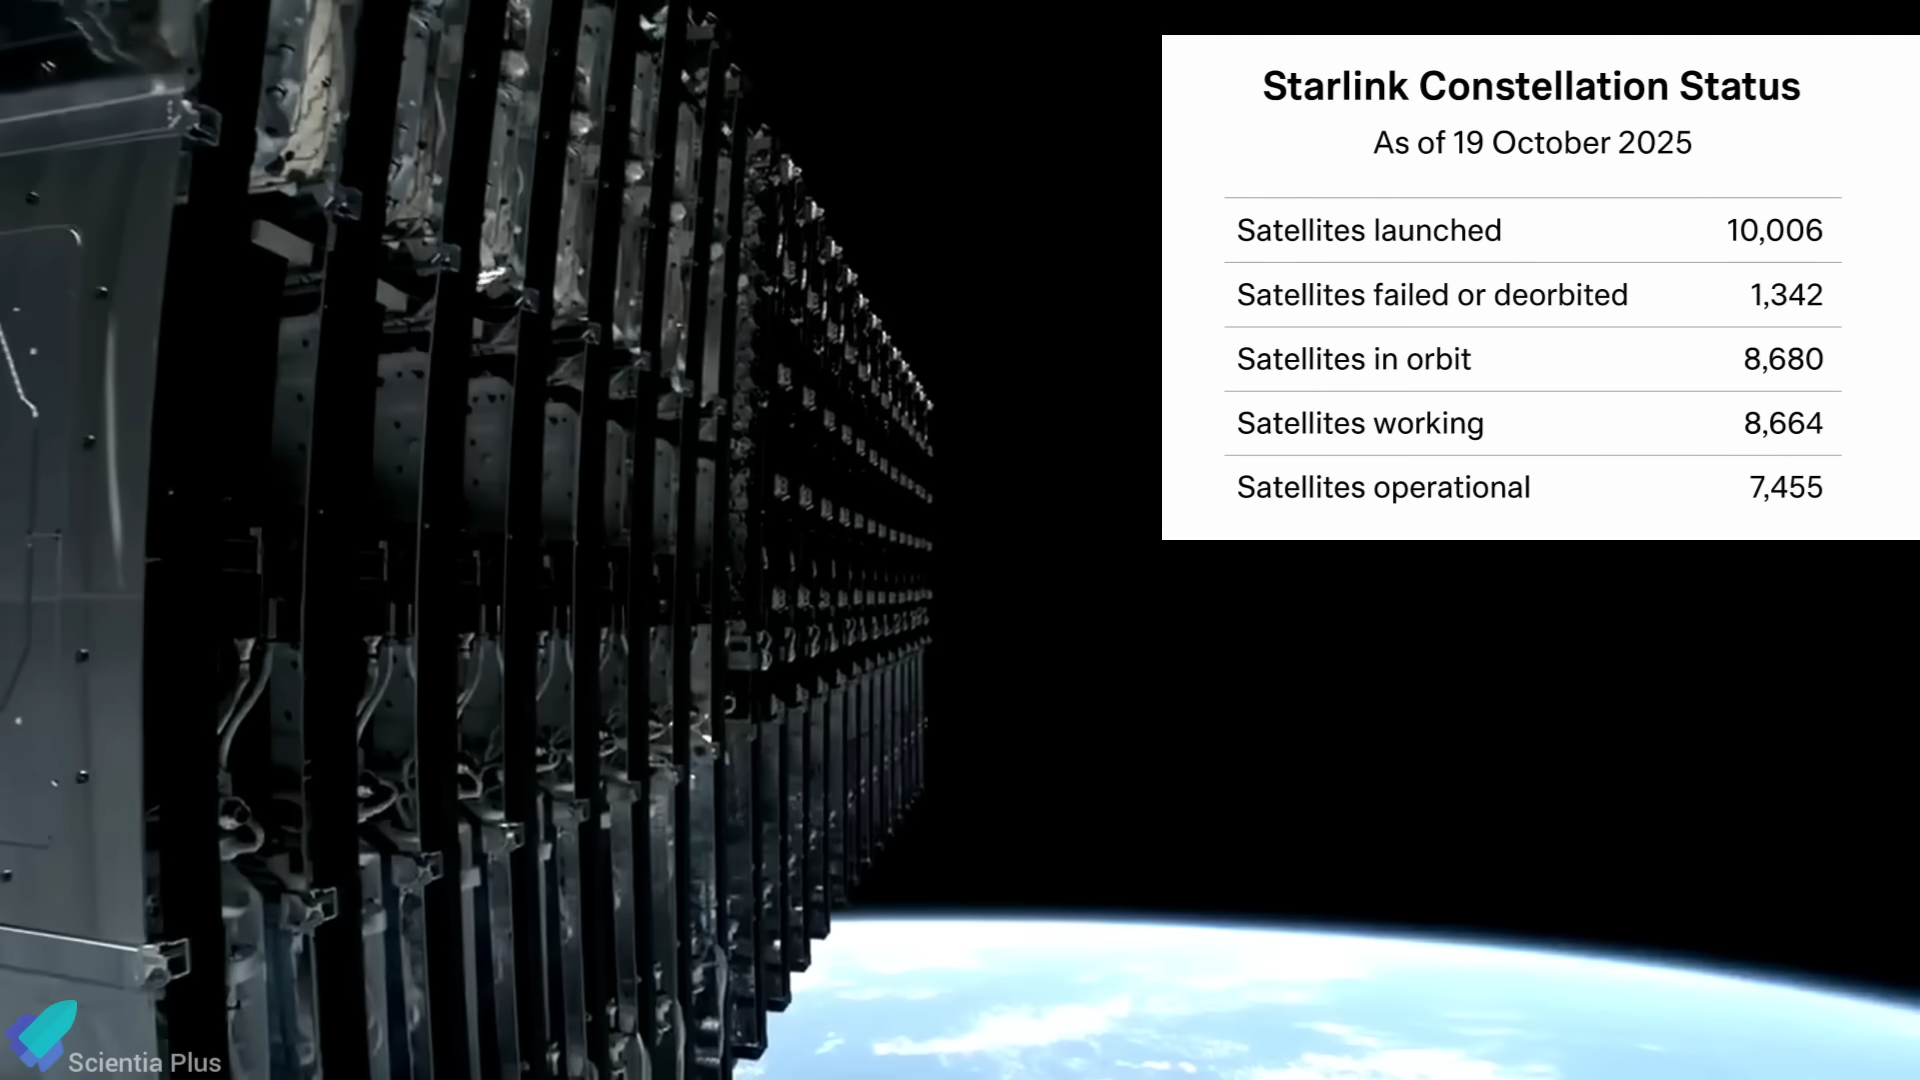 Starlink Constellation Status
As of 19 October 2025
Satellites launched 10,006
Satellites failed or deorbited 1,342
Satellites in orbit 8,680
Satellites working 8,664
Satellites operational 7,455
Scientia Plus